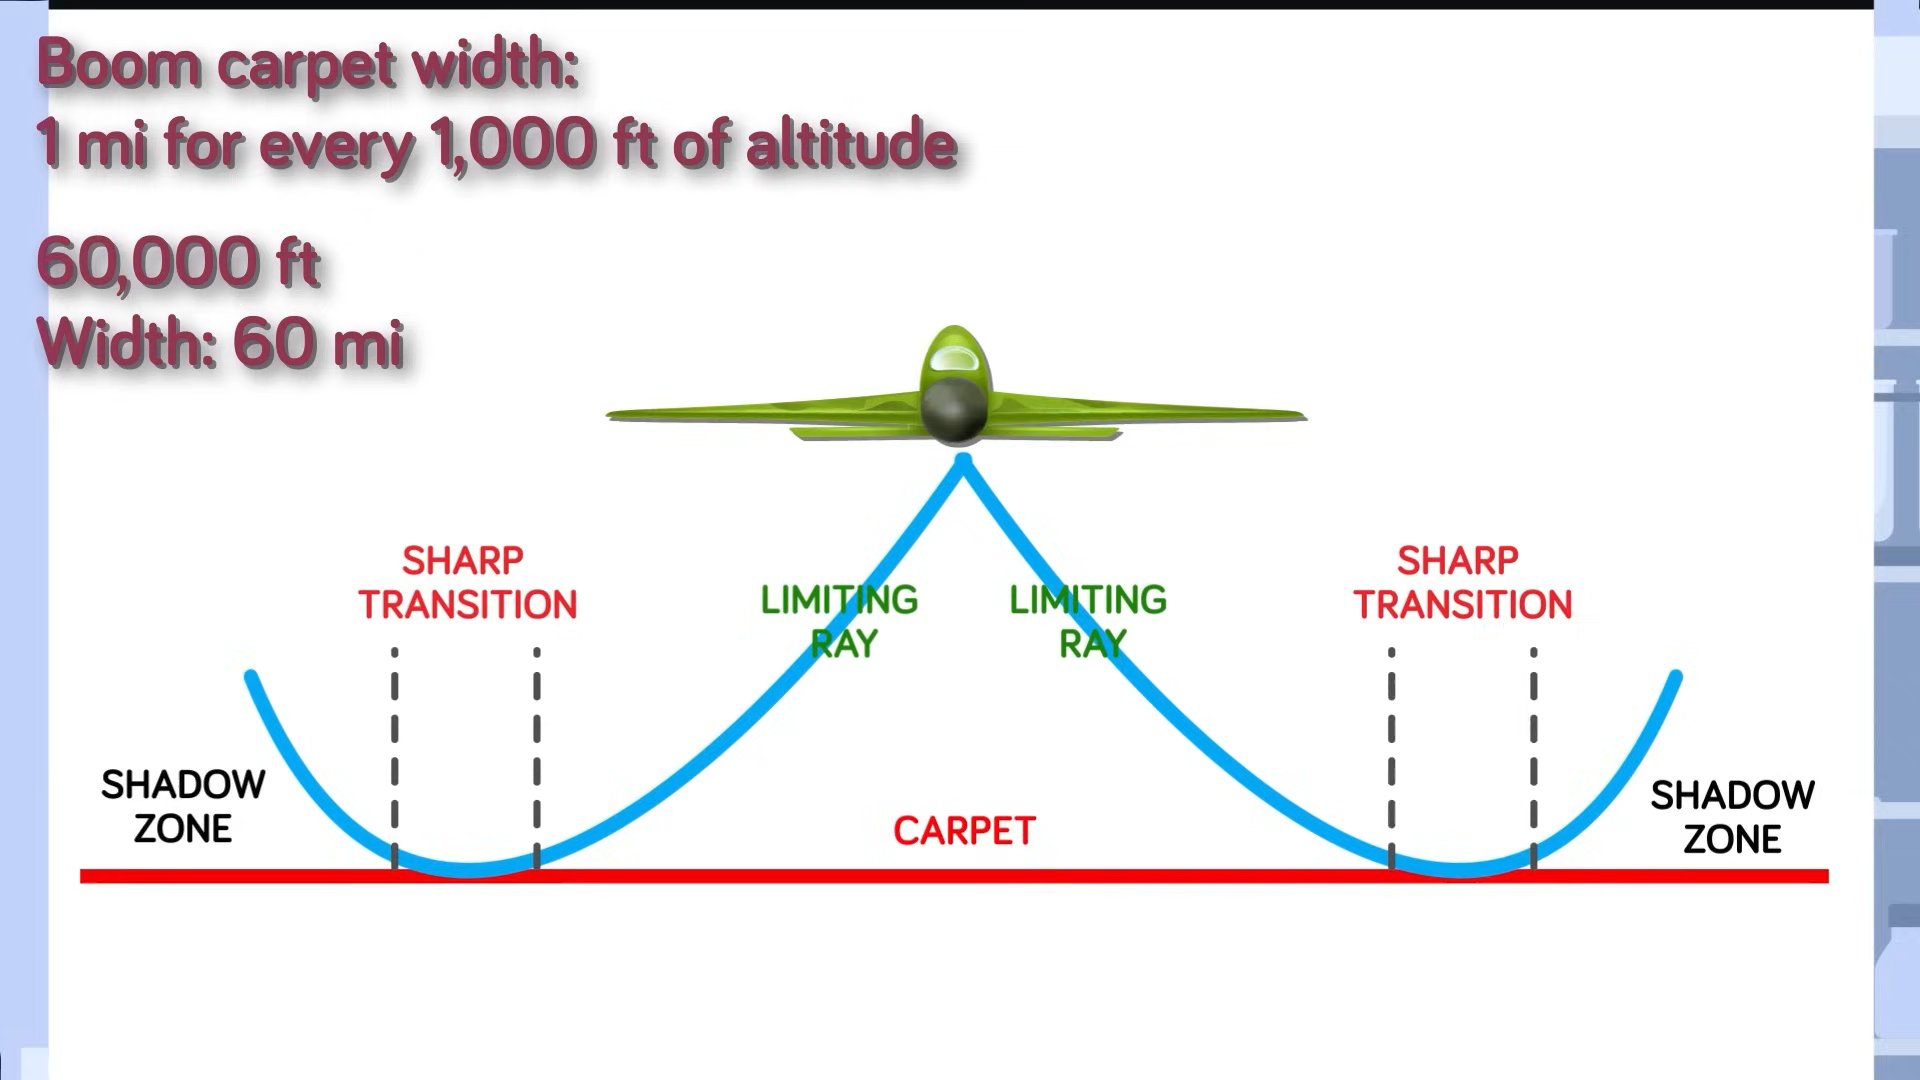 Boom carpet width:
1 mi for every 1,000 ft of altitude
60,000 ft
Width: 60 mi
SHARP
TRANSITION
LIMITING
RAY
LIMITING
RAY
SHARP
TRANSITION
SHADOW
ZONE
CARPET
SHADOW
ZONE